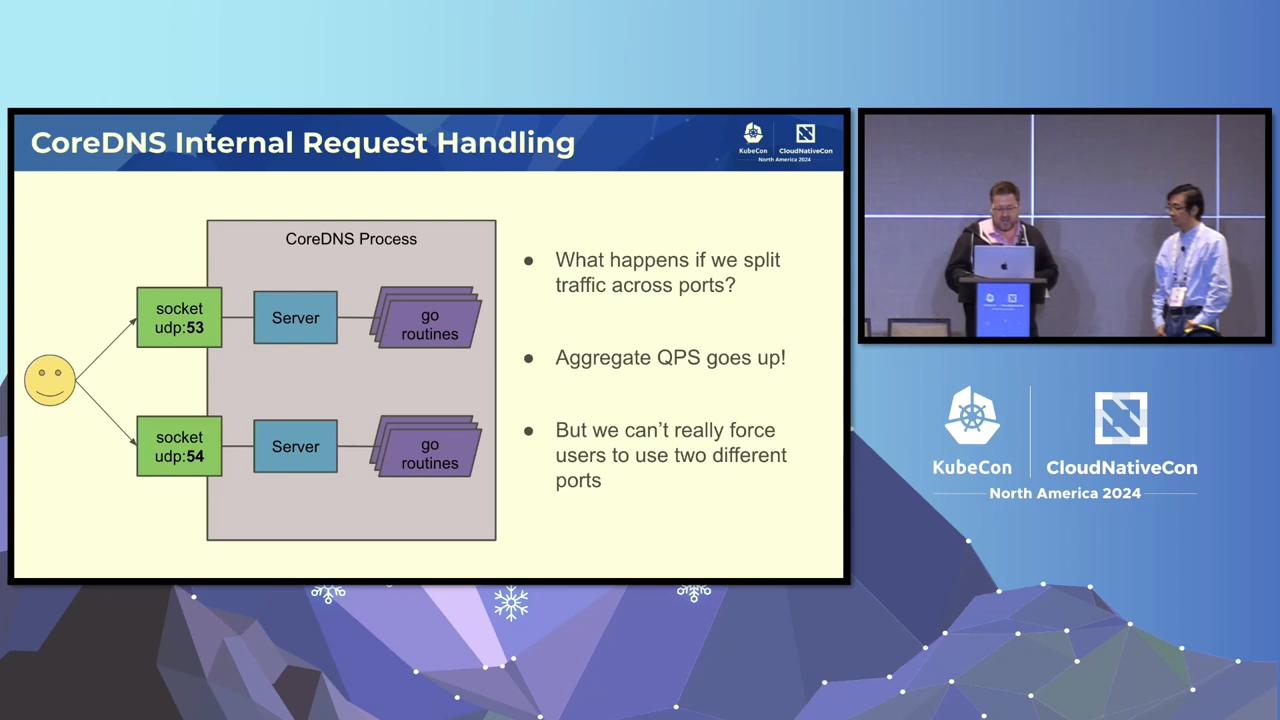 CoreDNS Internal Request Handling
KubeCon
CloudNativeCon
North America 2024
CoreDNS Process
socket
udp:53
Server
go
routines
socket
udp:54
Server
go
routines
● What happens if we split
traffic across ports?
● Aggregate QPS goes up!
● But we can’t really force
users to use two different
ports
KubeCon
CloudNativeCon
North America 2024